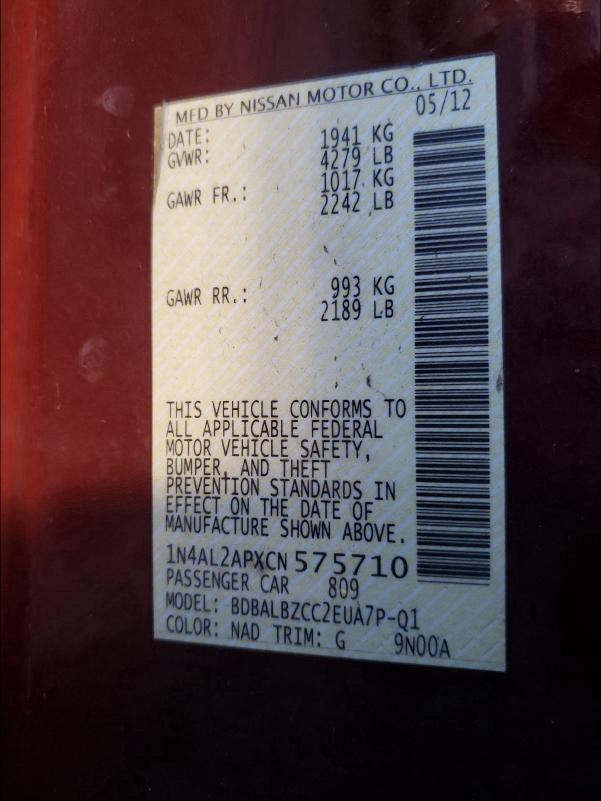 MFD BY NISSAN MOTOR CO., LTD.
DATE: 05/12
GVWR: 1941 KG
4279 LB
GAWR FR.: 1017 KG
2242 LB
GAWR RR.: 993 KG
2189 LB
THIS VEHICLE CONFORMS TO
ALL APPLICABLE FEDERAL
MOTOR VEHICLE SAFETY,
BUMPER, AND THEFT
PREVENTION STANDARDS IN
EFFECT ON THE DATE OF
MANUFACTURE SHOWN ABOVE.
1N4AL2APXCN 575710
PASSENGER CAR 809
MODEL: BDBALBZCC2EUA7P-Q1
COLOR: NAD TRIM: G 9N00A